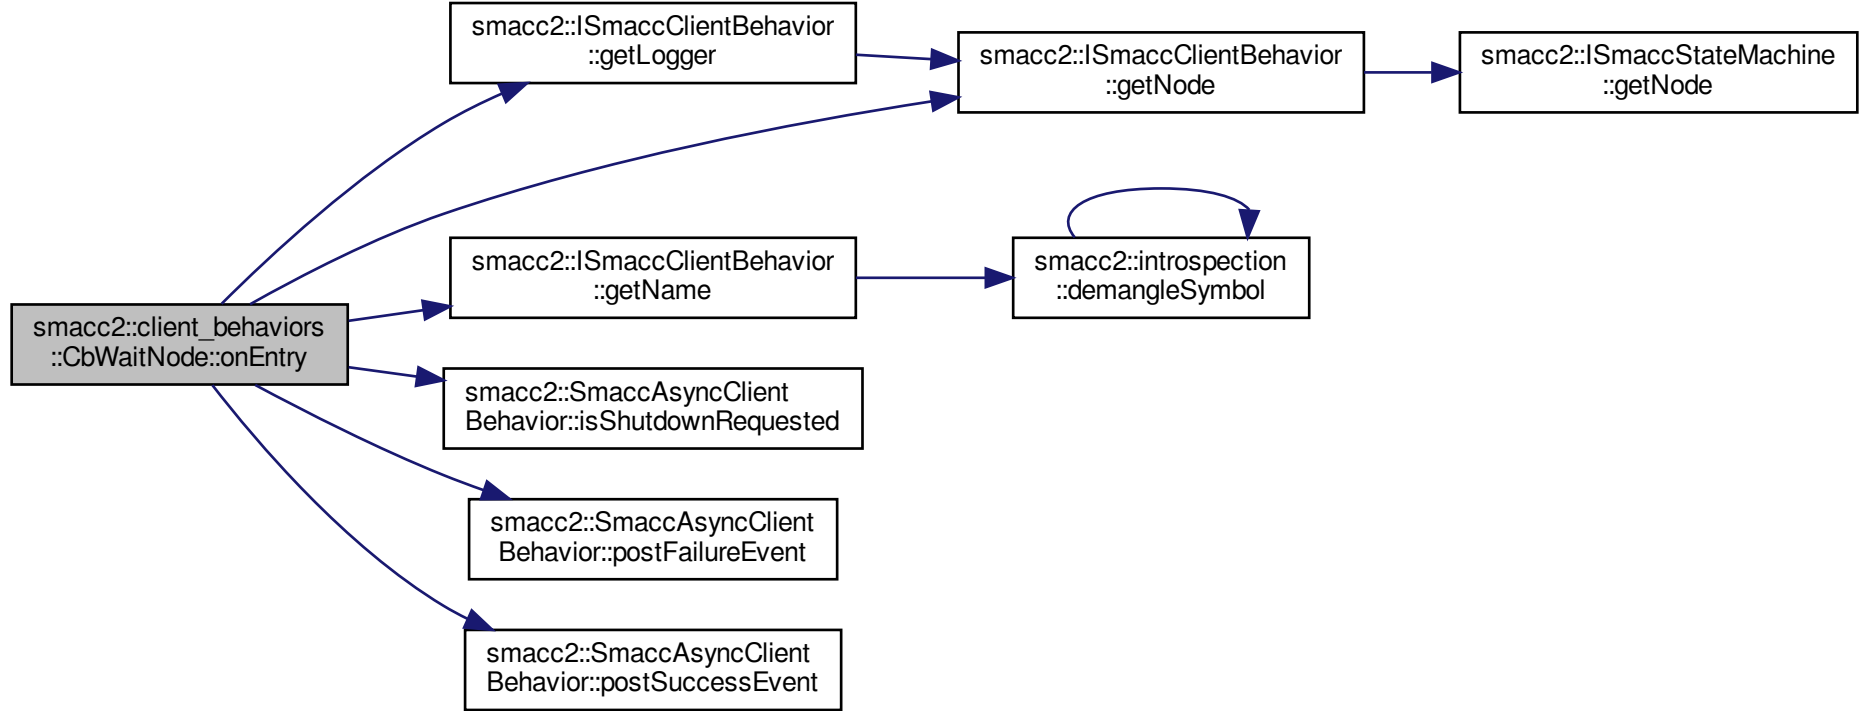 smacc2::ISmaccClientBehavior
::getLogger
smacc2::ISmaccClientBehavior
::getNode
smacc2::ISmaccStateMachine
::getNode
smacc2::ISmaccClientBehavior
::getName
smacc2::introspection
::demangleSymbol
smacc2::client_behaviors
::CbWaitNode::onEntry
smacc2::SmaccAsyncClient
Behavior::isShutdownRequested
smacc2::SmaccAsyncClient
Behavior::postFailureEvent
smacc2::SmaccAsyncClient
Behavior::postSuccessEvent